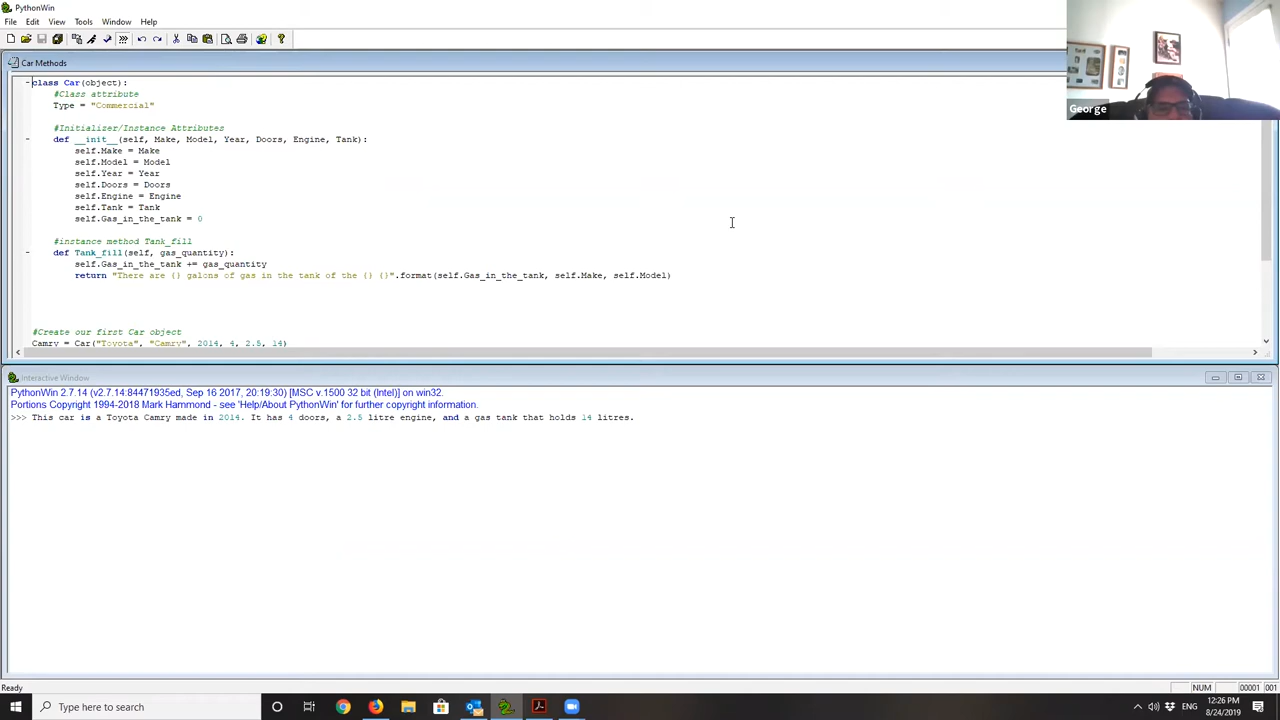 PythonWin
File Edit View Tools Window Help
Car Methods
class Car(object):
#Class attribute
Type = "Commercial"
#Initializer/Instance Attributes
def __init__(self, Make, Model, Year, Doors, Engine, Tank):
self.Make = Make
self.Model = Model
self.Year = Year
self.Doors = Doors
self.Engine = Engine
self.Tank = Tank
self.Gas_in_the_tank = 0
#instance method Tank_fill
def Tank_fill(self, gas_quantity):
self.Gas_in_the_tank += gas_quantity
return "There are {} galons of gas in the tank of the {} {}".format(self.Gas_in_the_tank, self.Make, self.Model)
#Create our first Car object
Camry = Car("Toyota", "Camry", 2014, 4, 2.5, 14)
George
Interactive Window
PythonWin 2.7.14 (v2.7.14:84471935ed, Sep 16 2017, 20:19:30) [MSC v.1500 32 bit (Intel)] on win32.
Portions Copyright 1994-2018 Mark Hammond - see 'Help/About PythonWin' for further copyright information.
>>> This car is a Toyota Camry made in 2014. It has 4 doors, a 2.5 litre engine, and a gas tank that holds 14 litres.
Ready
NUM 00001 001
Type here to search
ENG
12:26 PM
8/24/2019